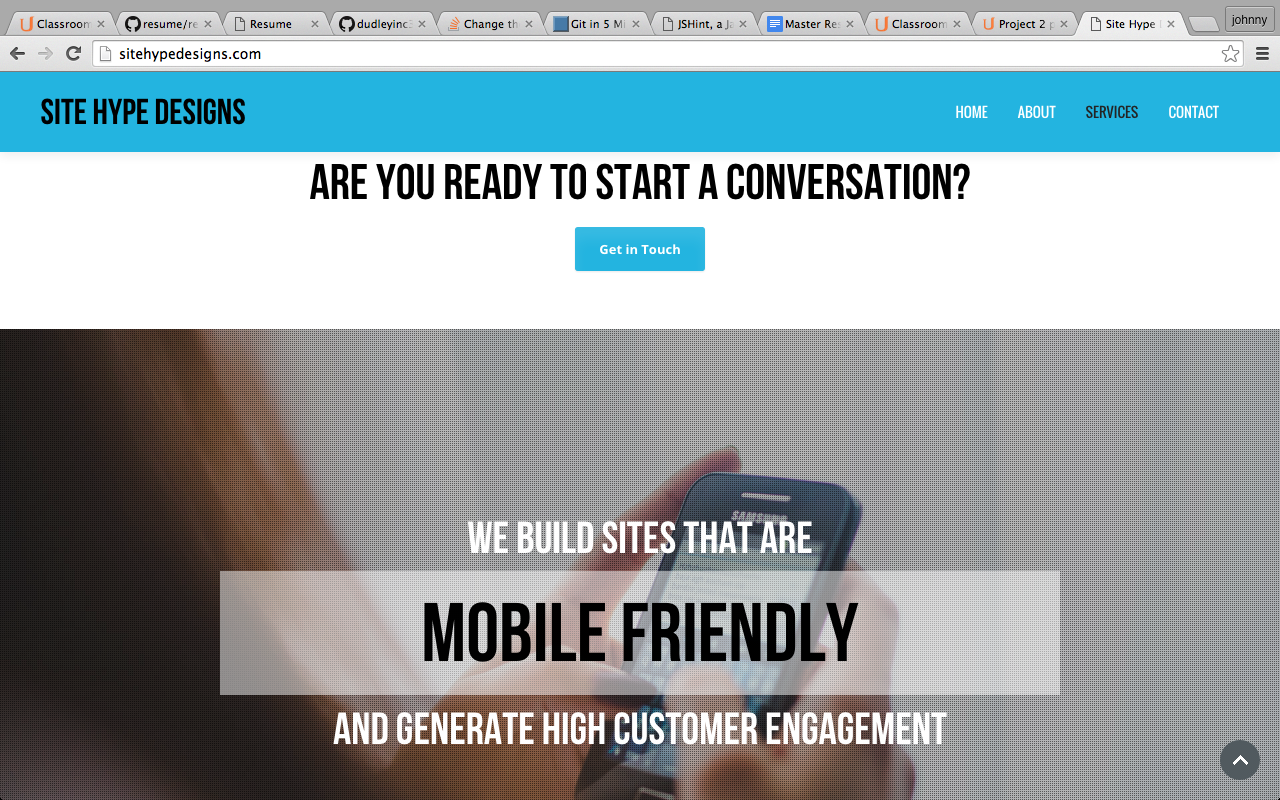 Classroom
resume/re
Resume
dudleyinc3
Change th
Git in 5 Mi
JSHint, a Ja
Master Res
Classroom
Project 2 p
Site Hype
johnny
sitehypedesigns.com
SITE HYPE DESIGNS
HOME
ABOUT
SERVICES
CONTACT
ARE YOU READY TO START A CONVERSATION?
Get in Touch
SAMSUNG
WE BUILD SITES THAT ARE
MOBILE FRIENDLY
AND GENERATE HIGH CUSTOMER ENGAGEMENT